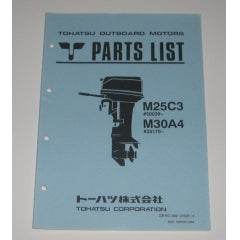 TOHATSU OUTBOARD MOTORS
PARTS LIST
M25C3
M30A4
トーハツ株式会社
TOHATSU CORPORATION